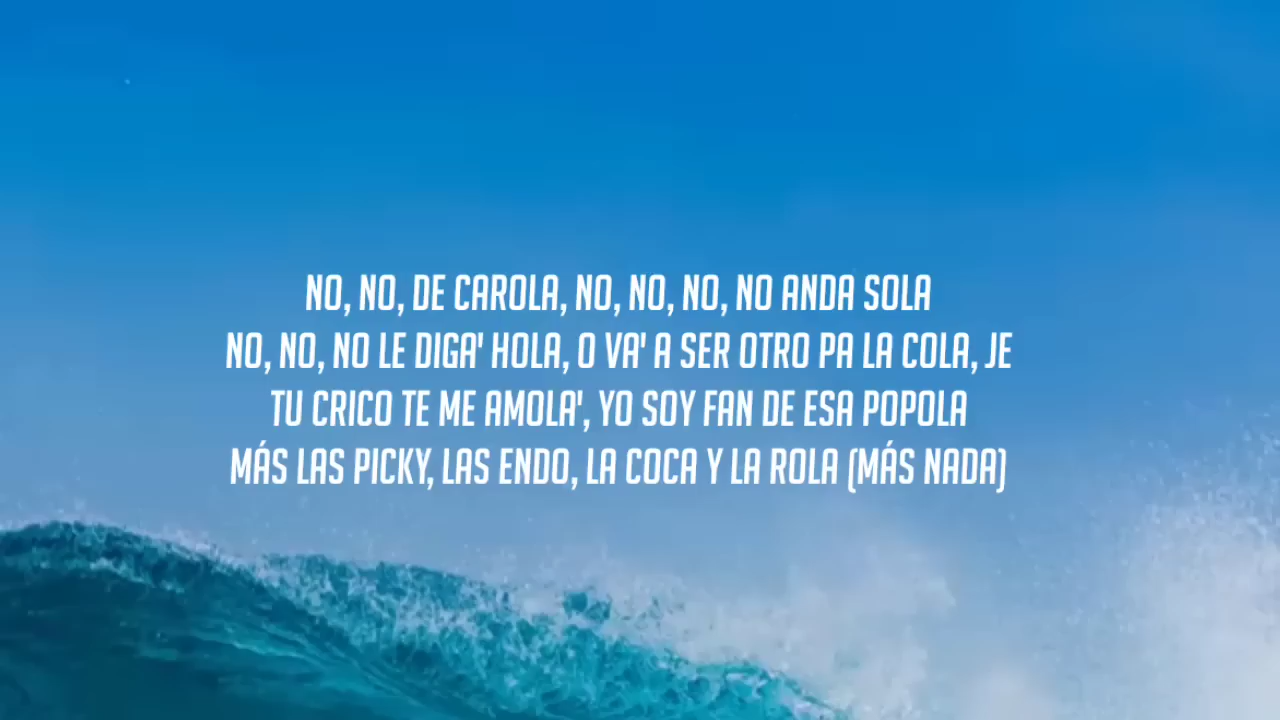 NO, NO, DE CAROLA, NO, NO, NO, NO ANDA SOLA
NO, NO, NO LE DIGA' HOLA, O VA' A SER OTRO PA LA COLA, JE
TU CRICO TE ME AMOLA', YO SOY FAN DE ESA POPOLA
MÁS LAS PICKY, LAS ENDO, LA COCA Y LA ROLA (MÁS NADA)